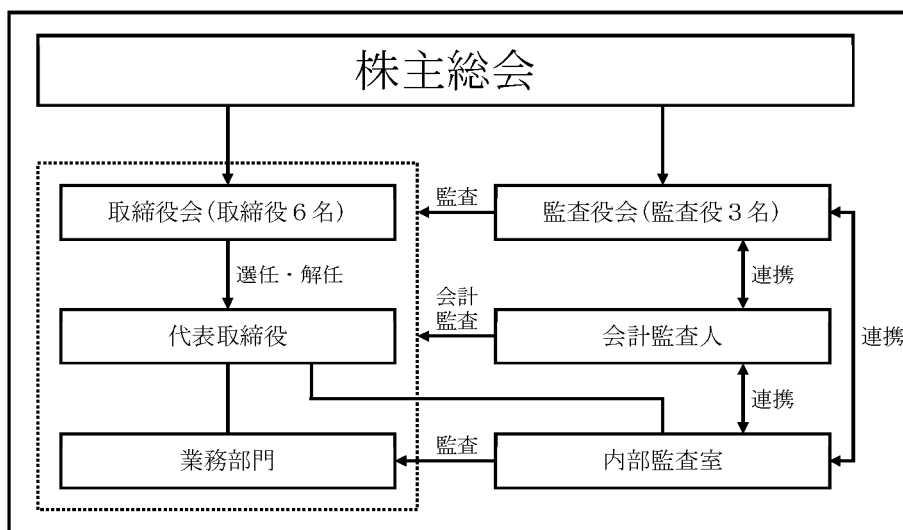 株主総会
取締役会(取締役６名)
監査
監査役会(監査役３名)
選任・解任
連携
会計
監査
代表取締役
会計監査人
連携
連携
業務部門
監査
内部監査室